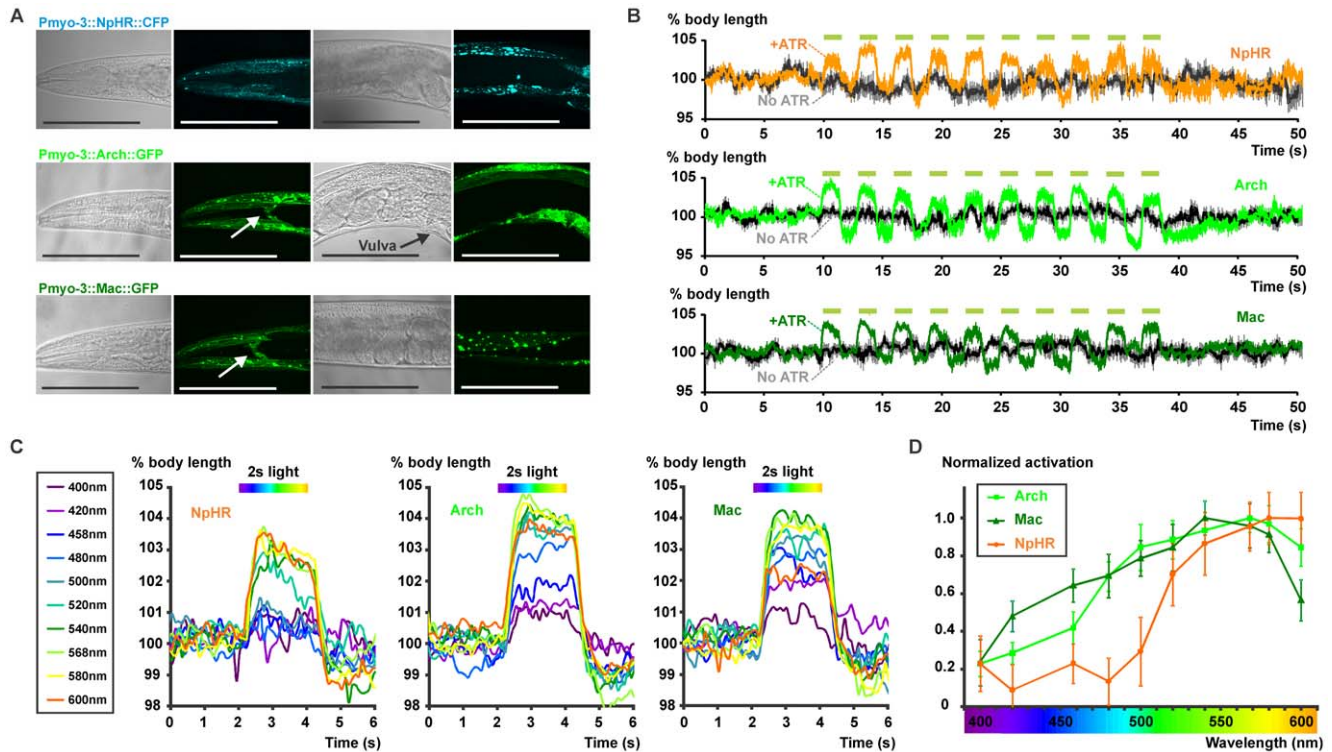 A
Pmyo-3::NpHR::CFP
Pmyo-3::Arch::GFP
Vulva
Pmyo-3::Mac::GFP
B
% body length
105
100
95
+ATR
No ATR
NpHR
0 5 10 15 20 25 30 35 40 45 50
Time (s)
% body length
105
100
95
+ATR
No ATR
Arch
0 5 10 15 20 25 30 35 40 45 50
Time (s)
% body length
105
100
95
+ATR
No ATR
Mac
0 5 10 15 20 25 30 35 40 45 50
Time (s)
C
400nm
420nm
458nm
480nm
500nm
520nm
540nm
568nm
580nm
600nm
% body length
2s light
NpHR
105
104
103
102
101
100
99
98
0 1 2 3 4 5 6
Time (s)
% body length
2s light
Arch
105
104
103
102
101
100
99
98
0 1 2 3 4 5 6
Time (s)
% body length
2s light
Mac
105
104
103
102
101
100
99
98
0 1 2 3 4 5 6
Time (s)
D
Normalized activation
Arch
Mac
NpHR
1.0
0.8
0.6
0.4
0.2
0
400 450 500 550 600
Wavelength (nm)